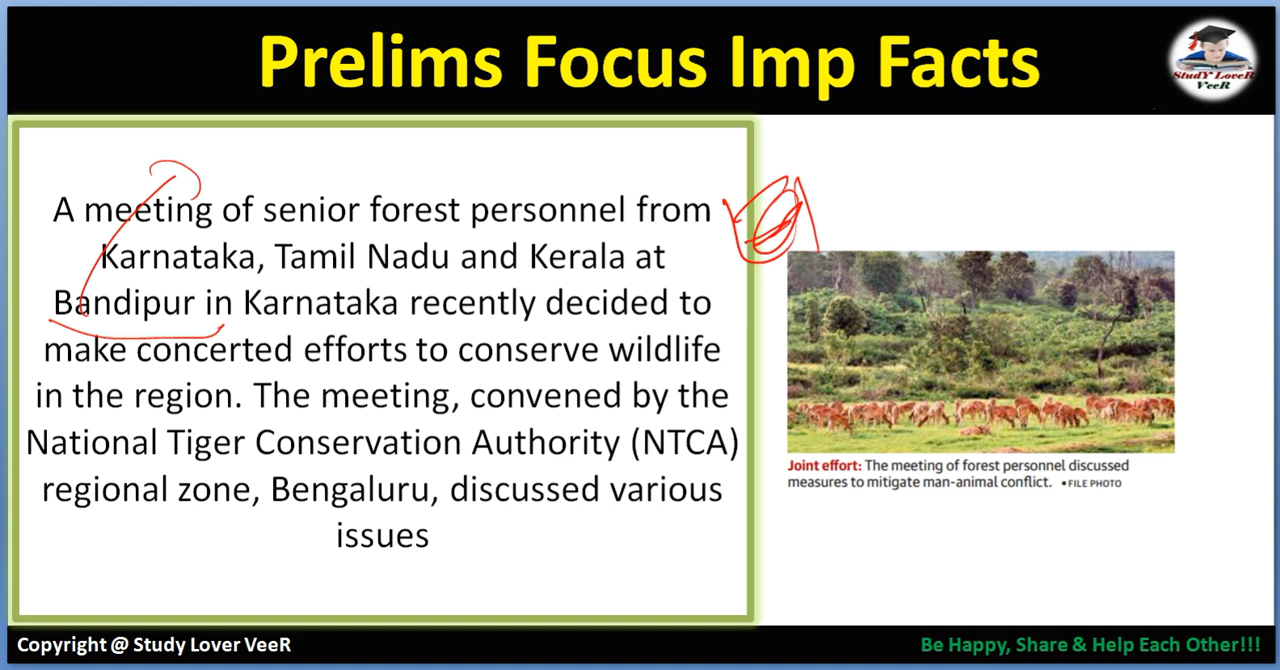 Prelims Focus Imp Facts
StudY LoveR
VeeR
A meeting of senior forest personnel from
Karnataka, Tamil Nadu and Kerala at
Bandipur in Karnataka recently decided to
make concerted efforts to conserve wildlife
in the region. The meeting, convened by the
National Tiger Conservation Authority (NTCA)
regional zone, Bengaluru, discussed various
issues
Joint effort: The meeting of forest personnel discussed
measures to mitigate man-animal conflict. ▪FILE PHOTO
Copyright @ Study Lover VeeR
Be Happy, Share & Help Each Other!!!